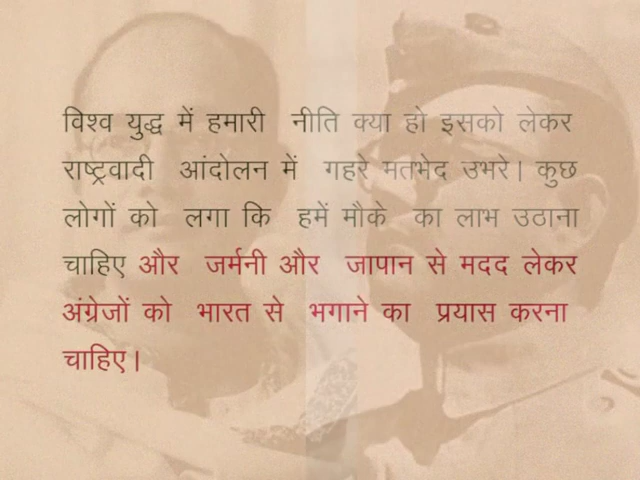 विश्व युद्ध में हमारी नीति क्या हो इसको लेकर
राष्ट्रवादी आंदोलन में गहरे मतभेद उभरे। कुछ
लोगों को लगा कि हमें मौके का लाभ उठाना
चाहिए और जर्मनी और जापान से मदद लेकर
अंग्रेजों को भारत से भगाने का प्रयास करना
चाहिए।